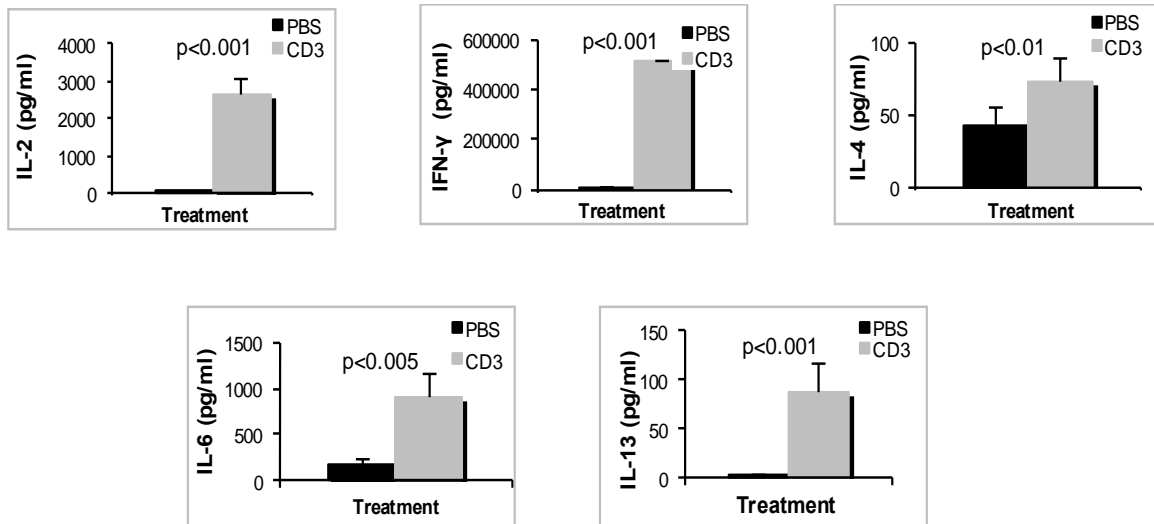 PBS
CD3
p<0.001
4000
3000
2000
1000
0
IL-2 (pg/ml)
Treatment
PBS
CD3
p<0.001
600000
400000
200000
0
IFN-γ (pg/ml)
Treatment
PBS
CD3
p<0.01
100
50
0
IL-4 (pg/ml)
Treatment
PBS
CD3
p<0.005
1500
1000
500
0
IL-6 (pg/ml)
Treatment
PBS
CD3
p<0.001
150
100
50
0
IL-13 (pg/ml)
Treatment